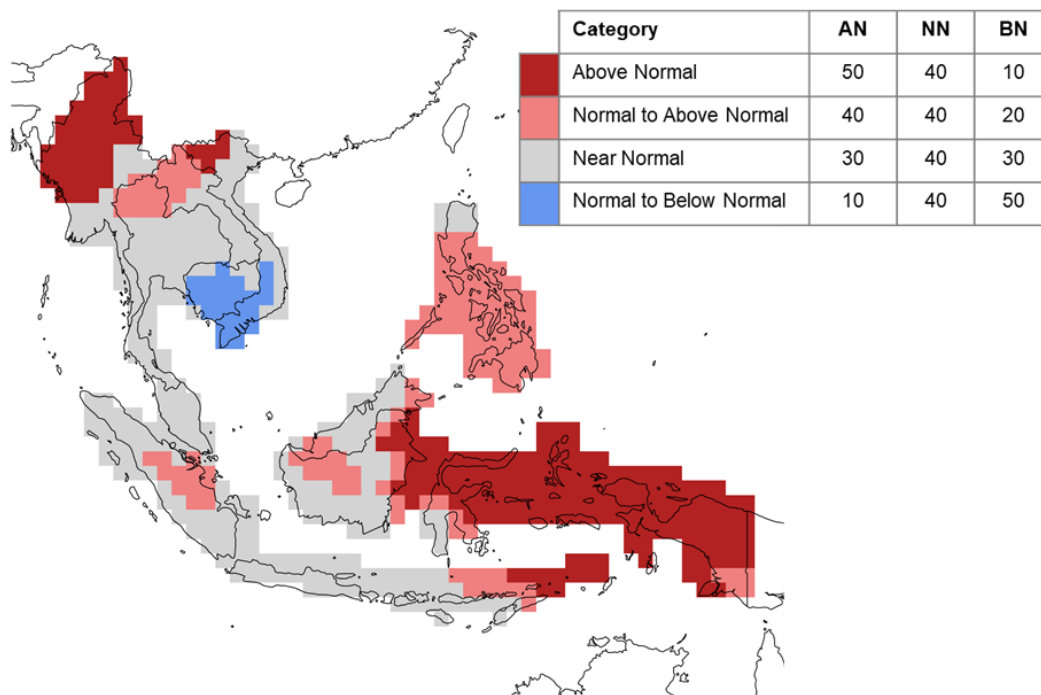 Category AN NN BN
Above Normal 50 40 10
Normal to Above Normal 40 40 20
Near Normal 30 40 30
Normal to Below Normal 10 40 50